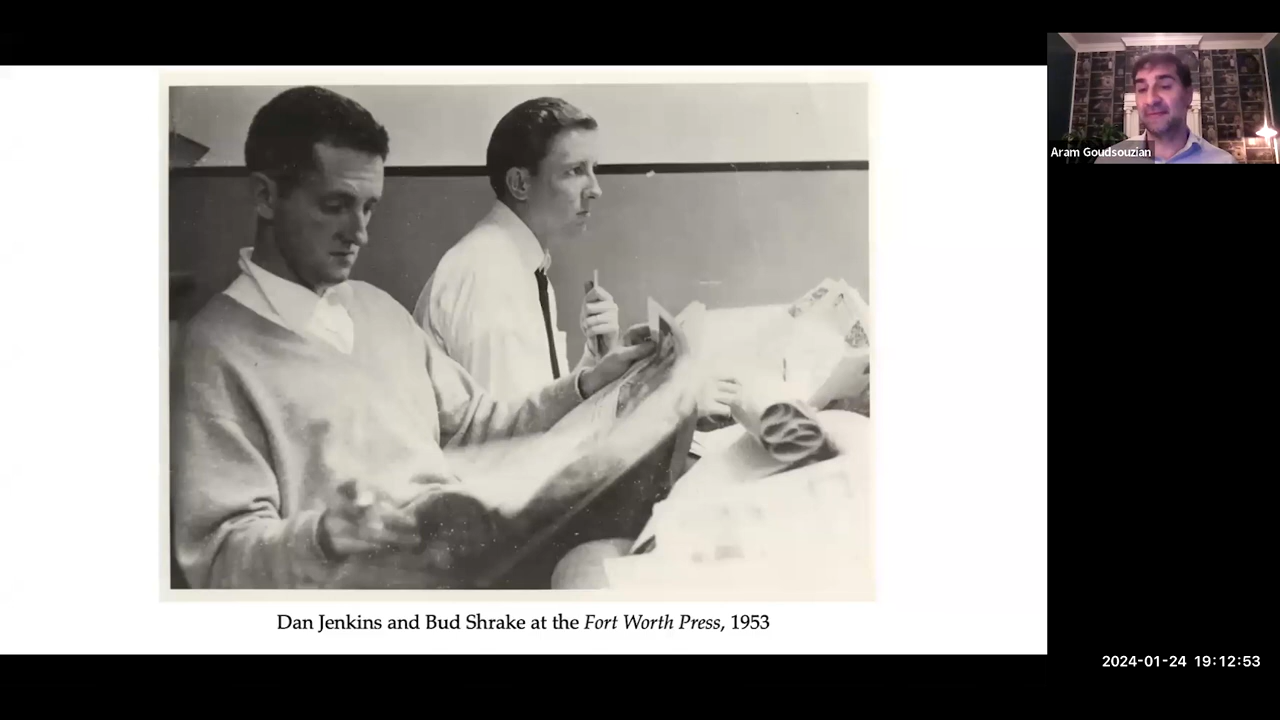 Aram Goudsouzian
Dan Jenkins and Bud Shrake at the Fort Worth Press, 1953
2024-01-24 19:12:53